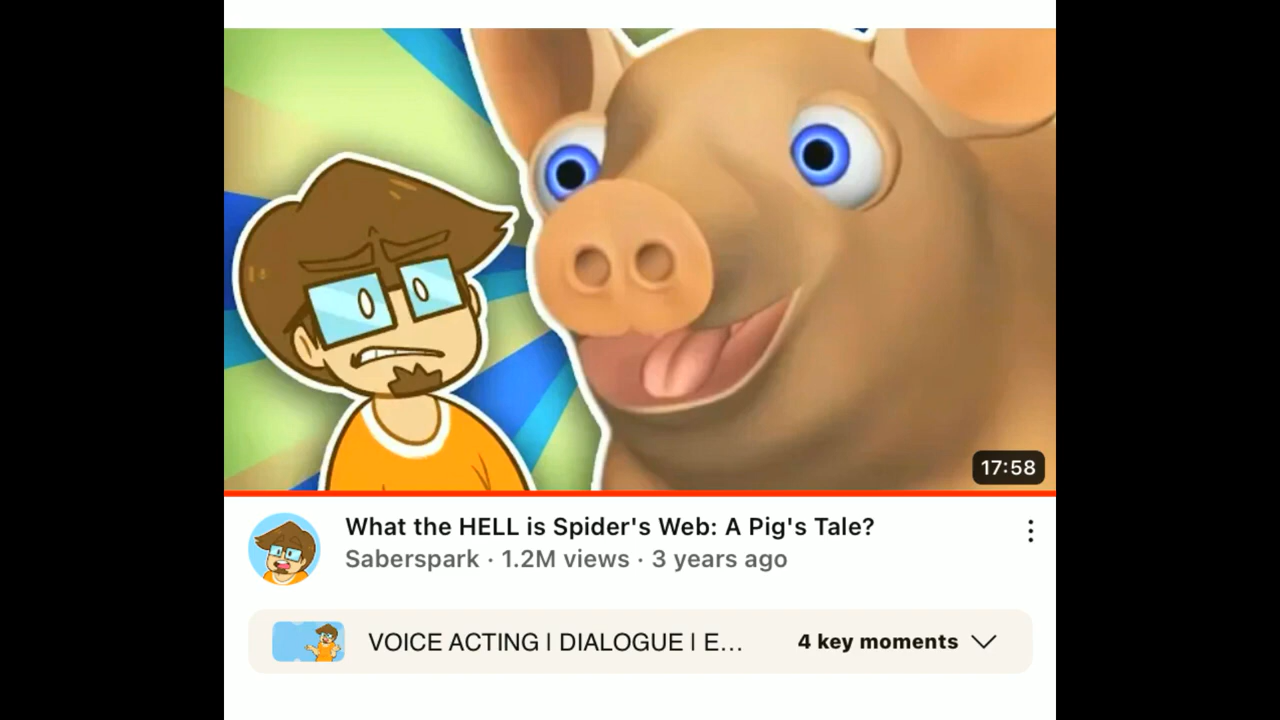 17:58
What the HELL is Spider's Web: A Pig's Tale?
Saberspark · 1.2M views · 3 years ago
VOICE ACTING | DIALOGUE | E... 4 key moments